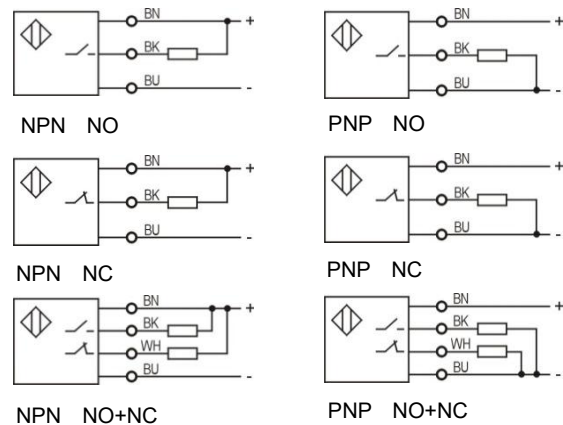 BN +
BK
BU -
NPN NO
BN +
BK
BU -
PNP NO
BN +
BK
BU -
NPN NC
BN +
BK
BU -
PNP NC
BN +
BK
WH
BU -
NPN NO+NC
BN +
BK
WH
BU -
PNP NO+NC